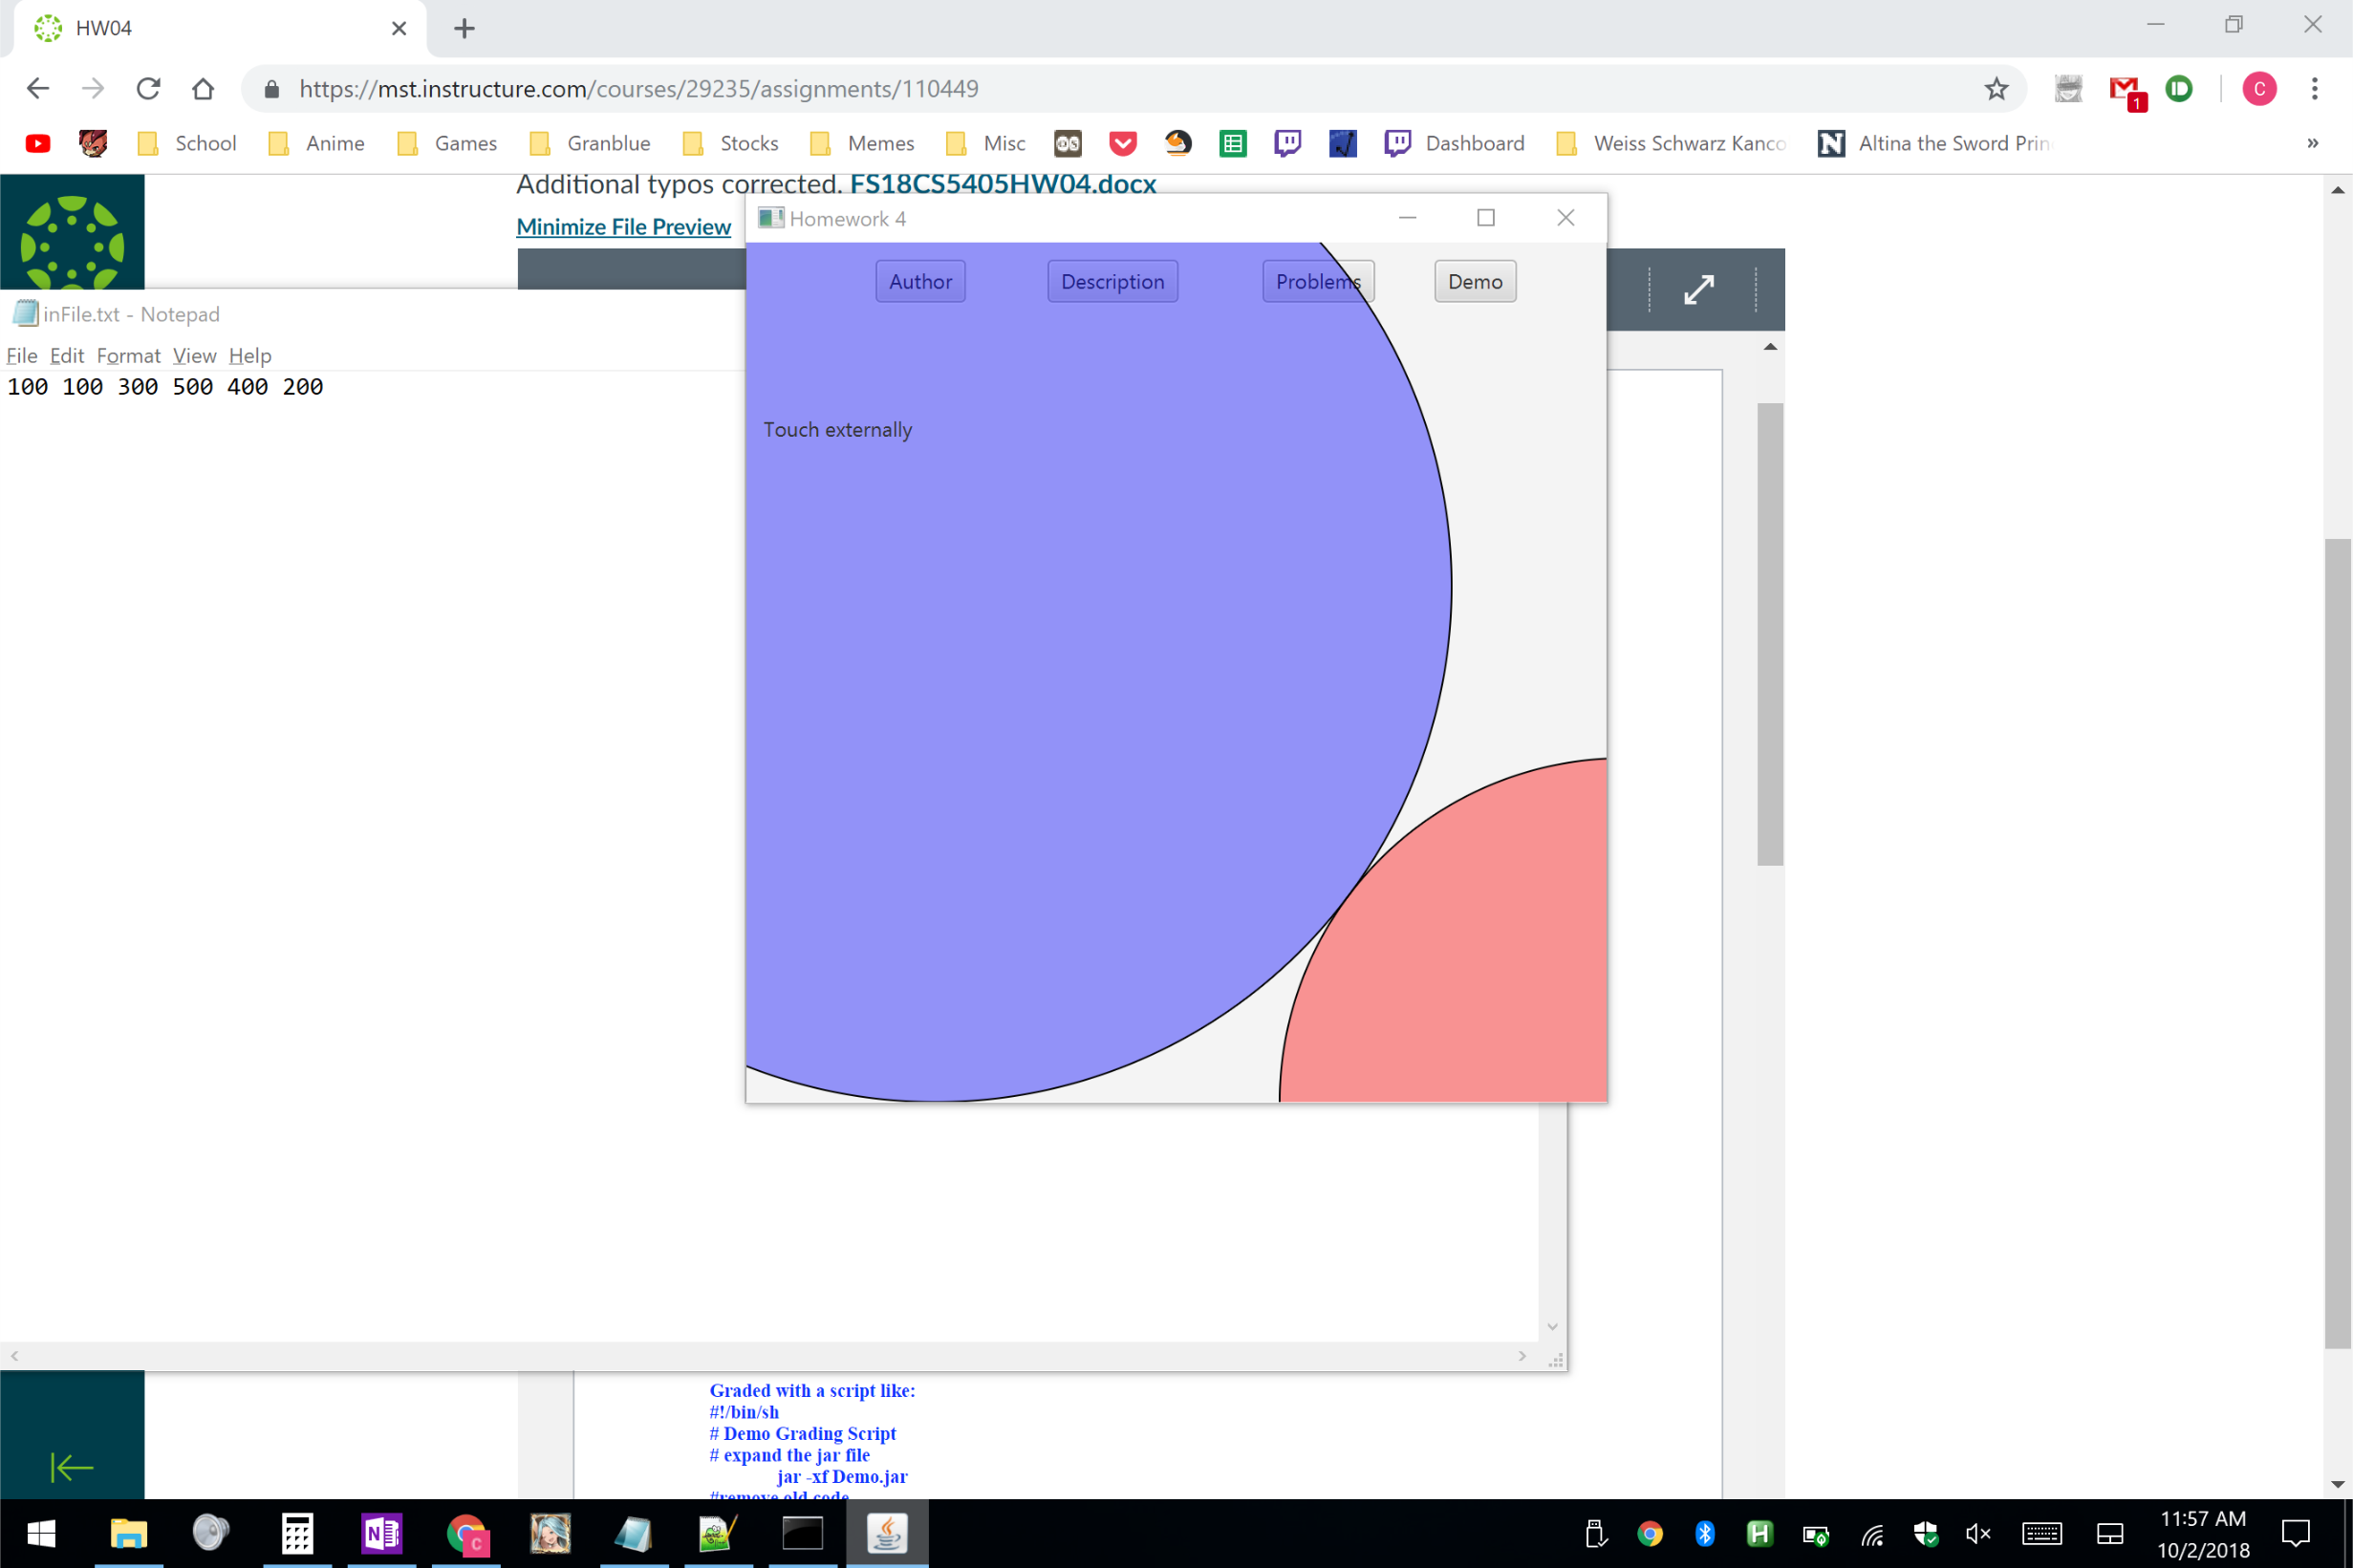 HW04
https://mst.instructure.com/courses/29235/assignments/110449
1
C
School
Anime
Games
Granblue
Stocks
Memes
Misc
Dashboard
Weiss Schwarz Kanco
Altina the Sword Prin
»
Additional typos corrected. FS18CS5405HW04.docx
Minimize File Preview
Homework 4
Author
Description
Problems
Demo
inFile.txt - Notepad
File Edit Format View Help
100 100 300 500 400 200
Touch externally
Graded with a script like:
#!/bin/sh
# Demo Grading Script
# expand the jar file
jar -xf Demo.jar
#remove old code
N
C
H
11:57 AM
10/2/2018